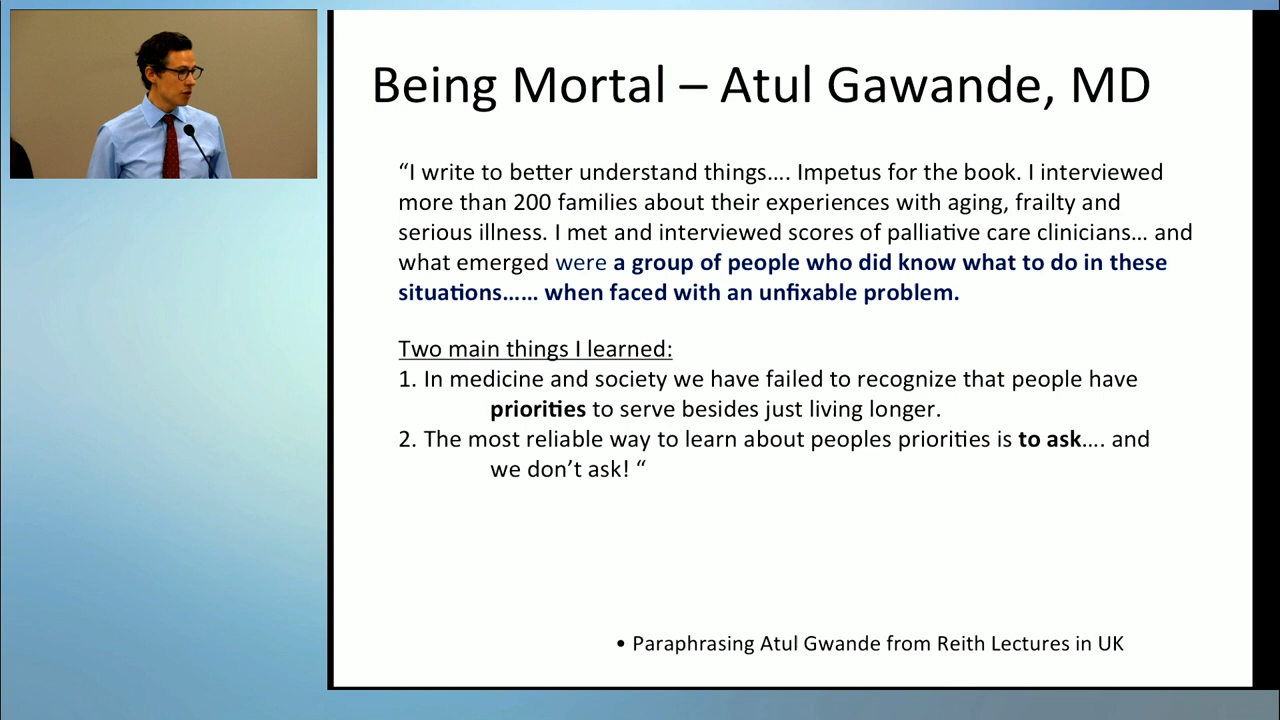 Being Mortal – Atul Gawande, MD
“I write to better understand things…. Impetus for the book. I interviewed
more than 200 families about their experiences with aging, frailty and
serious illness. I met and interviewed scores of palliative care clinicians… and
what emerged were a group of people who did know what to do in these
situations…… when faced with an unfixable problem.
Two main things I learned:
1. In medicine and society we have failed to recognize that people have
priorities to serve besides just living longer.
2. The most reliable way to learn about peoples priorities is to ask…. and
we don’t ask! “
• Paraphrasing Atul Gwande from Reith Lectures in UK